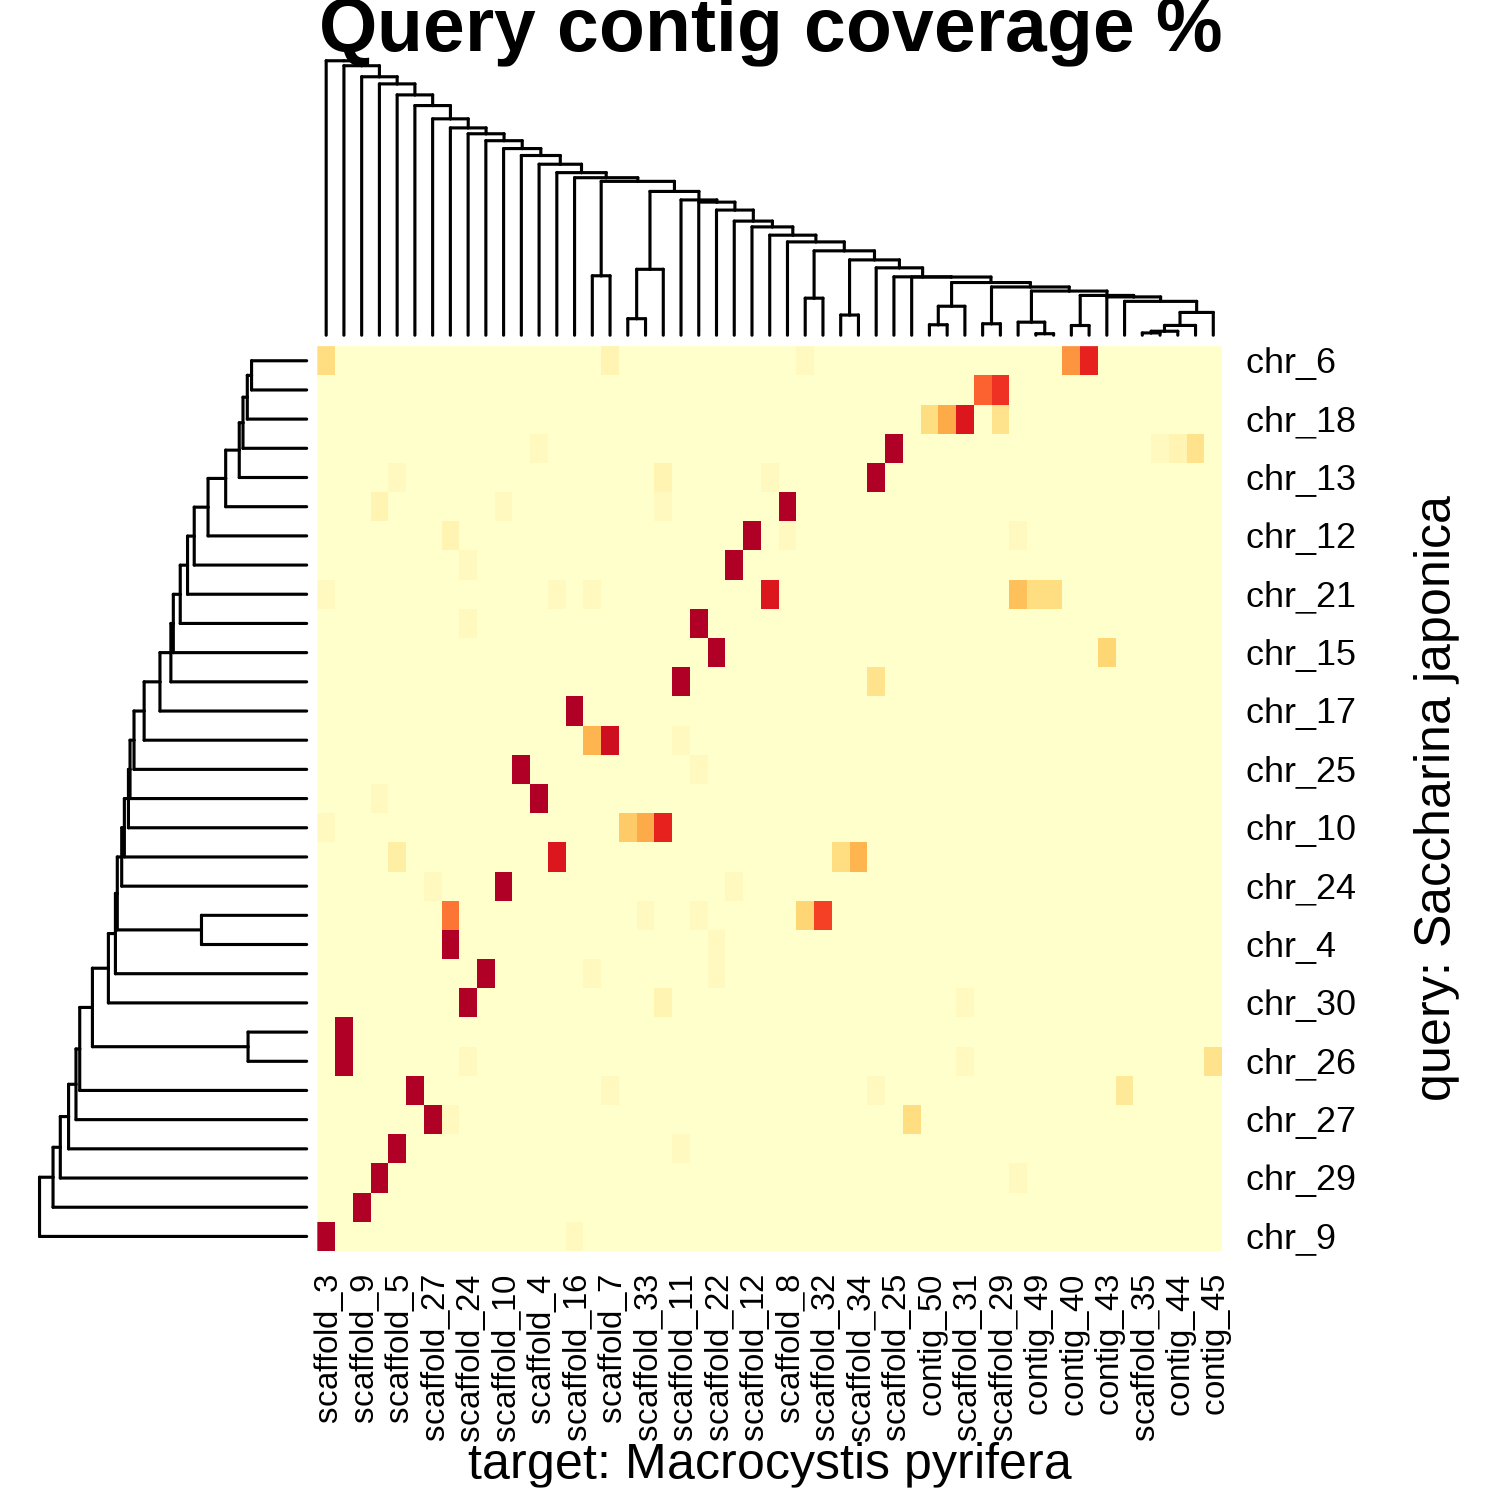 Query contig coverage %
chr_6
chr_18
chr_13
chr_12
chr_21
chr_15
chr_17
chr_25
chr_10
chr_24
chr_4
chr_30
chr_26
chr_27
chr_29
chr_9
query: Saccharina japonica
scaffold_3
scaffold_9
scaffold_5
scaffold_27
scaffold_24
scaffold_10
scaffold_4
scaffold_16
scaffold_7
scaffold_33
scaffold_11
scaffold_22
scaffold_12
scaffold_8
scaffold_32
scaffold_34
scaffold_25
contig_50
scaffold_31
scaffold_29
contig_49
contig_40
contig_43
scaffold_35
contig_44
contig_45
target: Macrocystis pyrifera